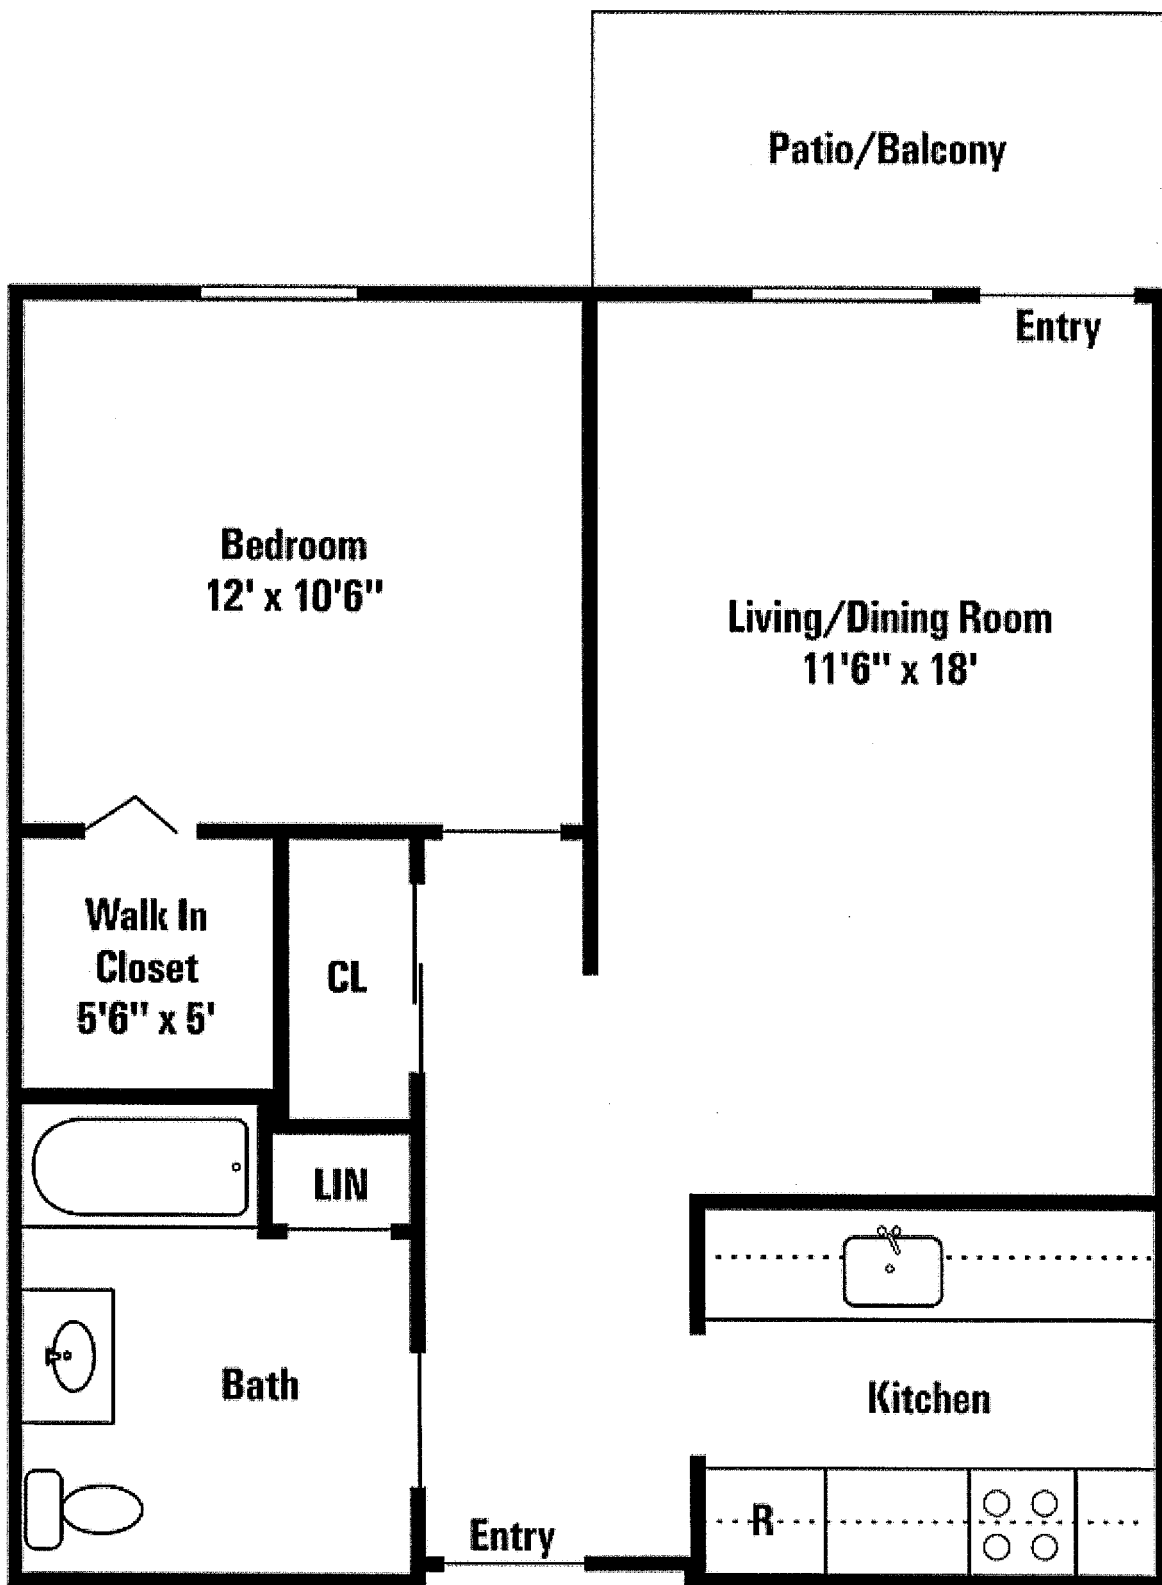 Patio/Balcony
Entry
Bedroom
12' x 10'6"
Living/Dining Room
11'6" x 18'
Walk In
Closet
5'6" x 5'
CL
LIN
Bath
Kitchen
R
Entry